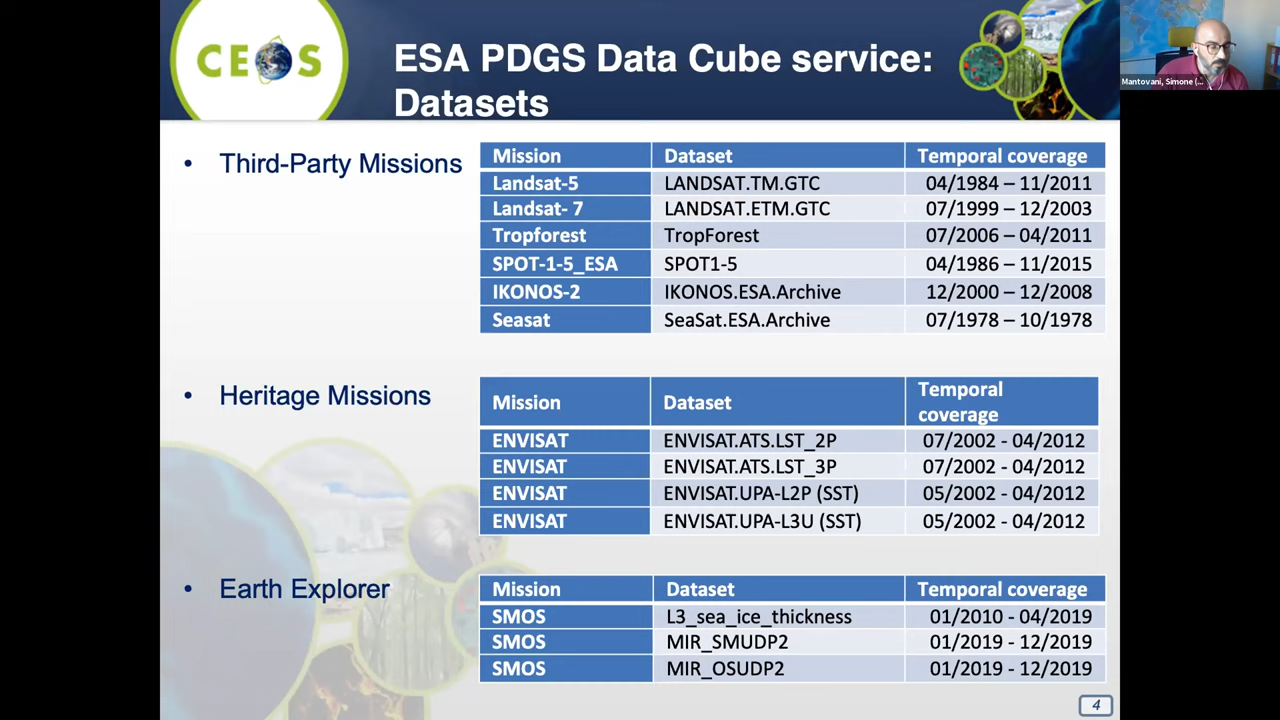 CEOS
ESA PDGS Data Cube service:
Datasets
Mantovani, Simone (...
• Third-Party Missions
Mission Dataset Temporal coverage
Landsat-5 LANDSAT.TM.GTC 04/1984 – 11/2011
Landsat- 7 LANDSAT.ETM.GTC 07/1999 – 12/2003
Tropforest TropForest 07/2006 – 04/2011
SPOT-1-5_ESA SPOT1-5 04/1986 – 11/2015
IKONOS-2 IKONOS.ESA.Archive 12/2000 – 12/2008
Seasat SeaSat.ESA.Archive 07/1978 – 10/1978
• Heritage Missions
Mission Dataset Temporal
coverage
ENVISAT ENVISAT.ATS.LST_2P 07/2002 - 04/2012
ENVISAT ENVISAT.ATS.LST_3P 07/2002 - 04/2012
ENVISAT ENVISAT.UPA-L2P (SST) 05/2002 - 04/2012
ENVISAT ENVISAT.UPA-L3U (SST) 05/2002 - 04/2012
• Earth Explorer
Mission Dataset Temporal coverage
SMOS L3_sea_ice_thickness 01/2010 - 04/2019
SMOS MIR_SMUDP2 01/2019 - 12/2019
SMOS MIR_OSUDP2 01/2019 - 12/2019
4